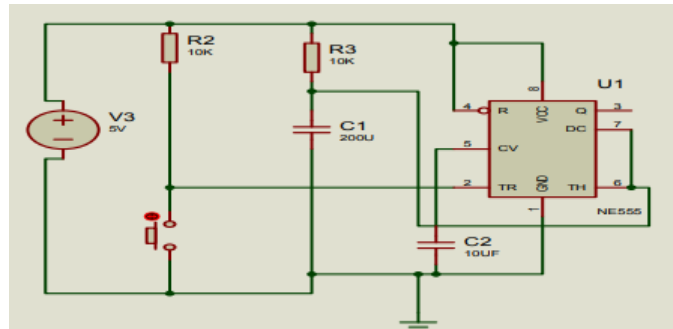 R2
10K
R3
10K
V3
5V
C1
200U
C2
10UF
U1
4
R
8
VCC
Q
3
DC
7
5
CV
2
TR
GND
1
TH
6
NE555